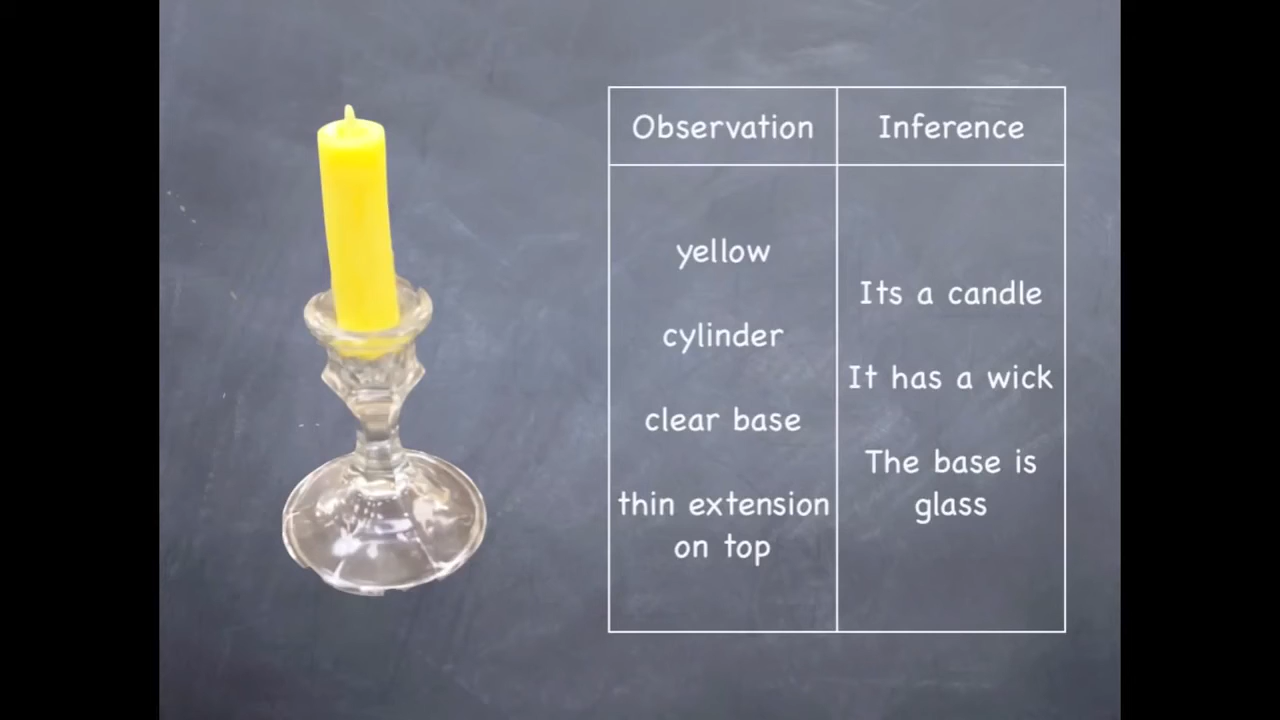 Observation
Inference
yellow
cylinder
clear base
thin extension
on top
Its a candle
It has a wick
The base is
glass